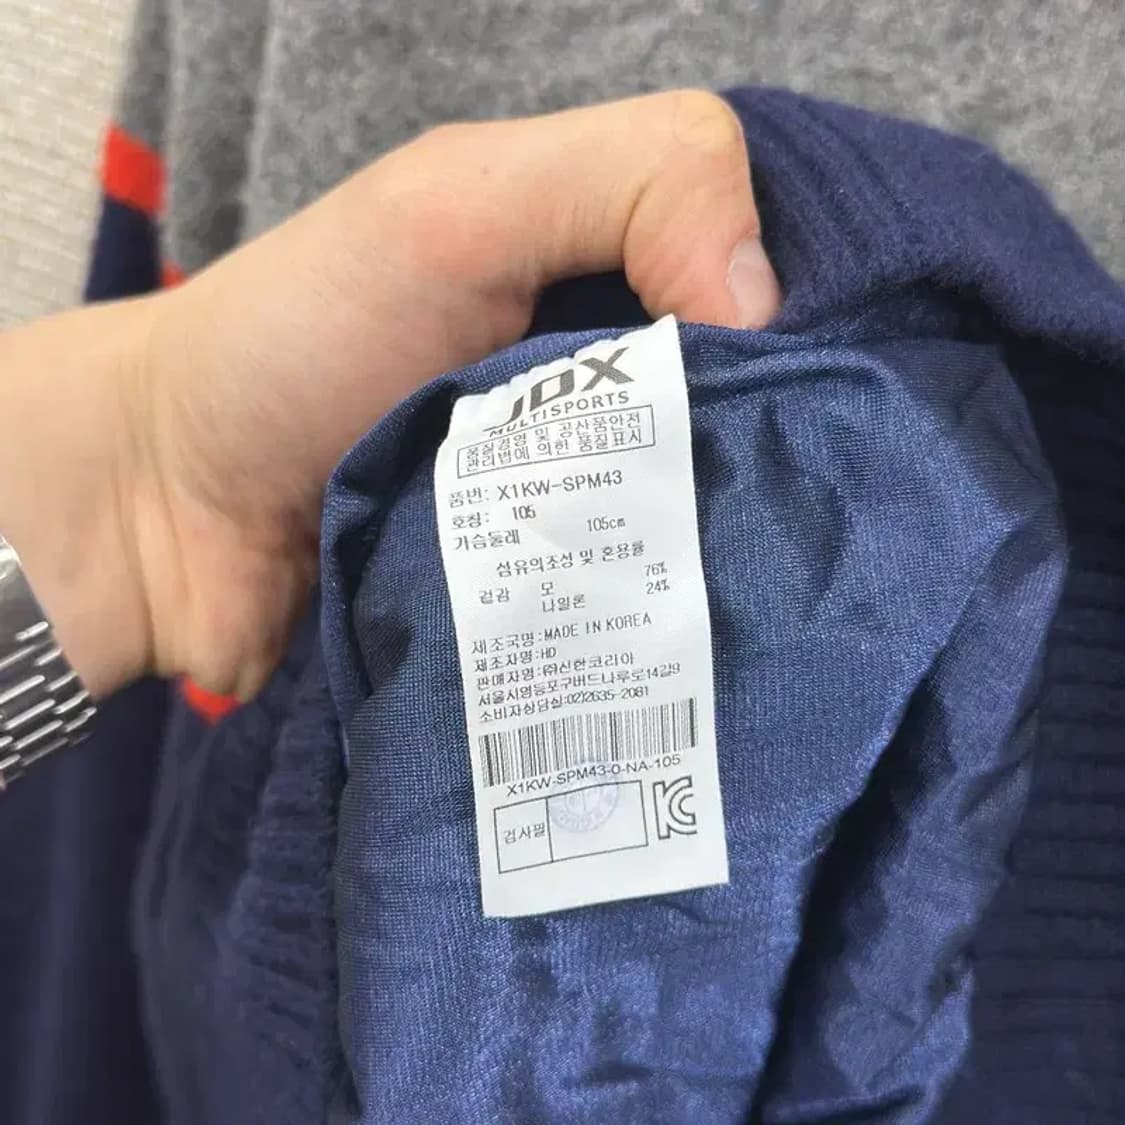 JDX
MULTISPORTS
품질경영 및 공산품안전
관리법에 의한 품질표시
품번: X1KW-SPM43
호칭: 105
가슴둘레 105cm
섬유의조성 및 혼용률
겉감 모 76%
나일론 24%
제조국명:MADE IN KOREA
제조자명:HD
판매자명:㈜신한코리아
서울시영등포구버드나루로14길9
소비자상담실:02)2635-2081
X1KW-SPM43-0-NA-105
검사필